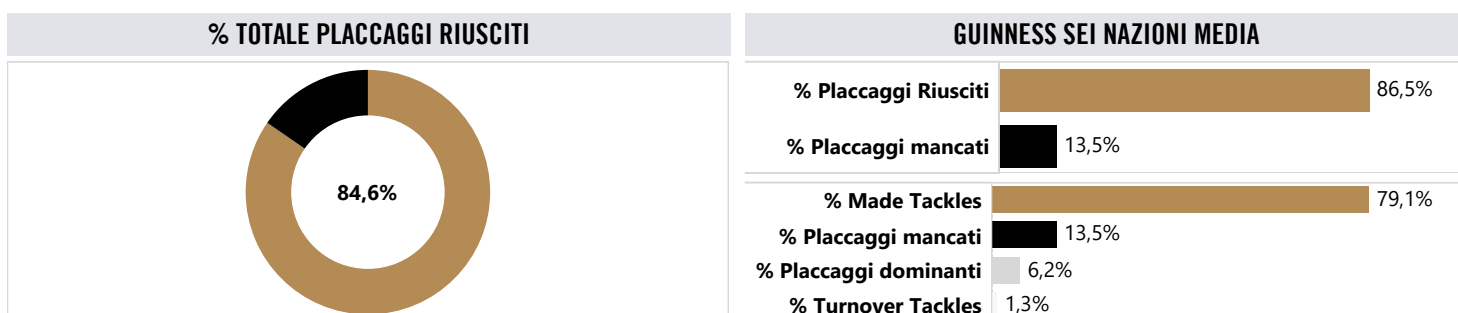 % TOTALE PLACCAGGI RIUSCITI
84,6%
GUINNESS SEI NAZIONI MEDIA
% Placcaggi Riusciti 86,5%
% Placcaggi mancati 13,5%
% Made Tackles 79,1%
% Placcaggi mancati 13,5%
% Placcaggi dominanti 6,2%
% Turnover Tackles 1,3%